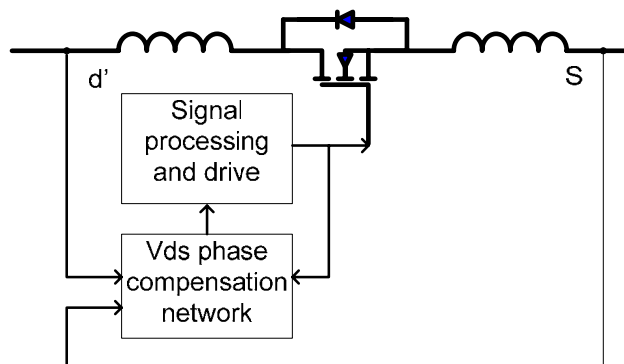 d'
S
Signal
processing
and drive
Vds phase
compensation
network